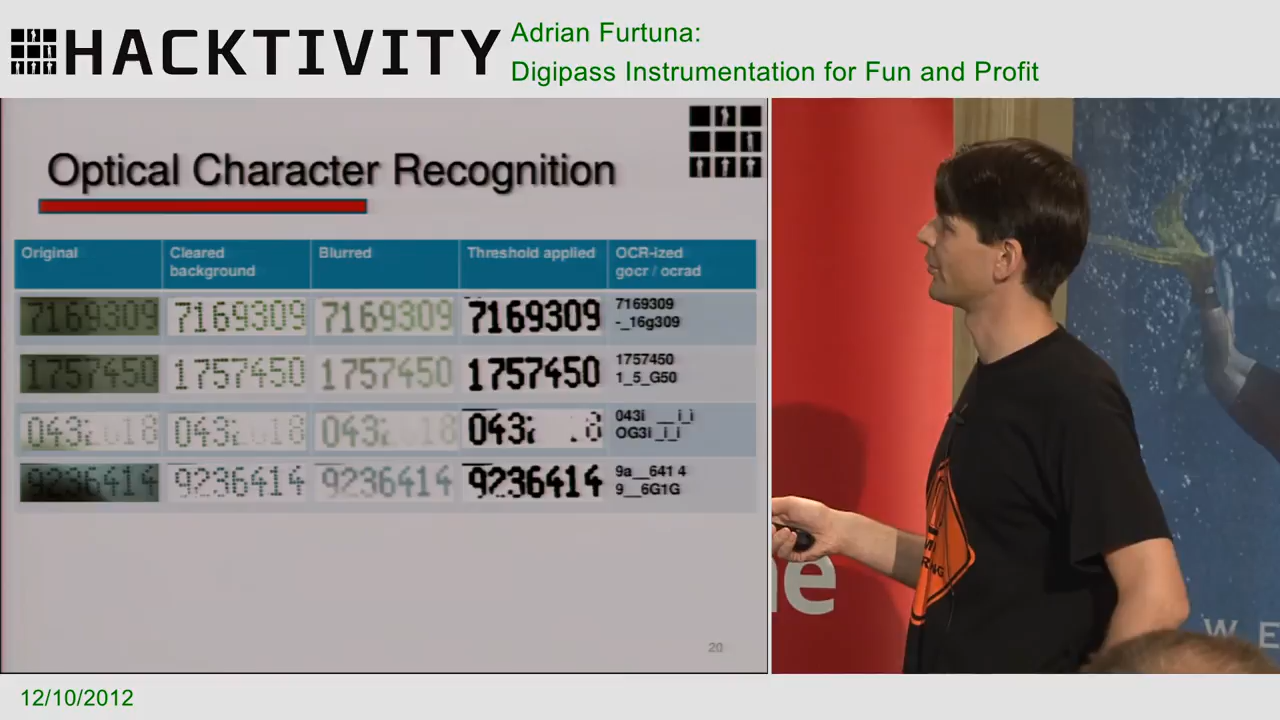 HACKTIVITY
Adrian Furtuna:
Digipass Instrumentation for Fun and Profit
Optical Character Recognition
Original
Cleared background
Blurred
Threshold applied
OCR-ized
gocr / ocrad
7169309
7169309
7169309
7169309
7169309
-_16g309
1757450
1757450
1757450
1757450
1757450
1_5_G50
9236414
9236414
9236414
9236414
9a__641 4
9__6G1G
20
12/10/2012